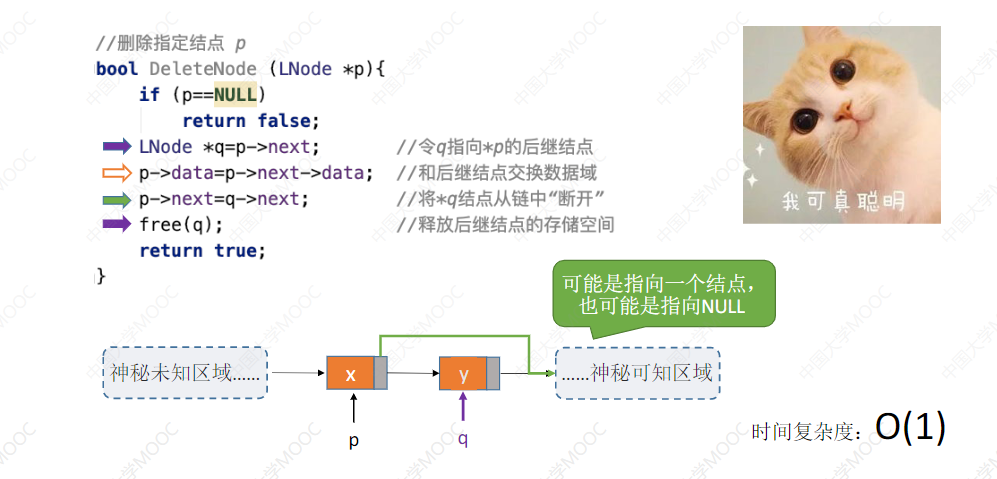 //删除指定结点 p
bool DeleteNode (LNode *p){
if (p==NULL)
return false;
LNode *q=p->next; //令q指向*p的后继结点
p->data=p->next->data; //和后继结点交换数据域
p->next=q->next; //将*q结点从链中“断开”
free(q); //释放后继结点的存储空间
return true;
}
我可真聪明
可能是指向一个结点，
也可能是指向NULL
神秘未知区域……
x
y
……神秘可知区域
p
q
时间复杂度：O(1)
中国大学MOOC